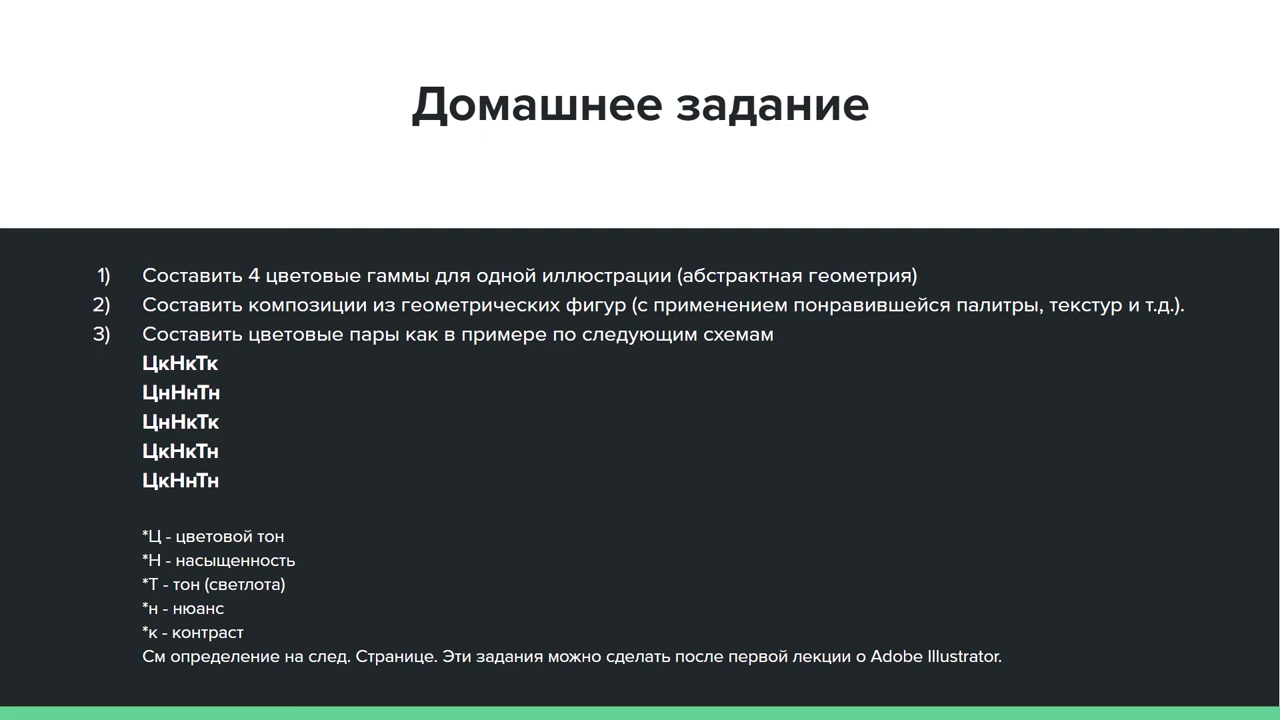 Домашнее задание
1) Составить 4 цветовые гаммы для одной иллюстрации (абстрактная геометрия)
2) Составить композиции из геометрических фигур (с применением понравившейся палитры, текстур и т.д.).
3) Составить цветовые пары как в примере по следующим схемам
ЦкНкТк
ЦнНнТн
ЦнНкТк
ЦкНкТн
ЦкНнТн
*Ц - цветовой тон
*Н - насыщенность
*Т - тон (светлота)
*н - нюанс
*к - контраст
См определение на след. Странице. Эти задания можно сделать после первой лекции о Adobe Illustrator.